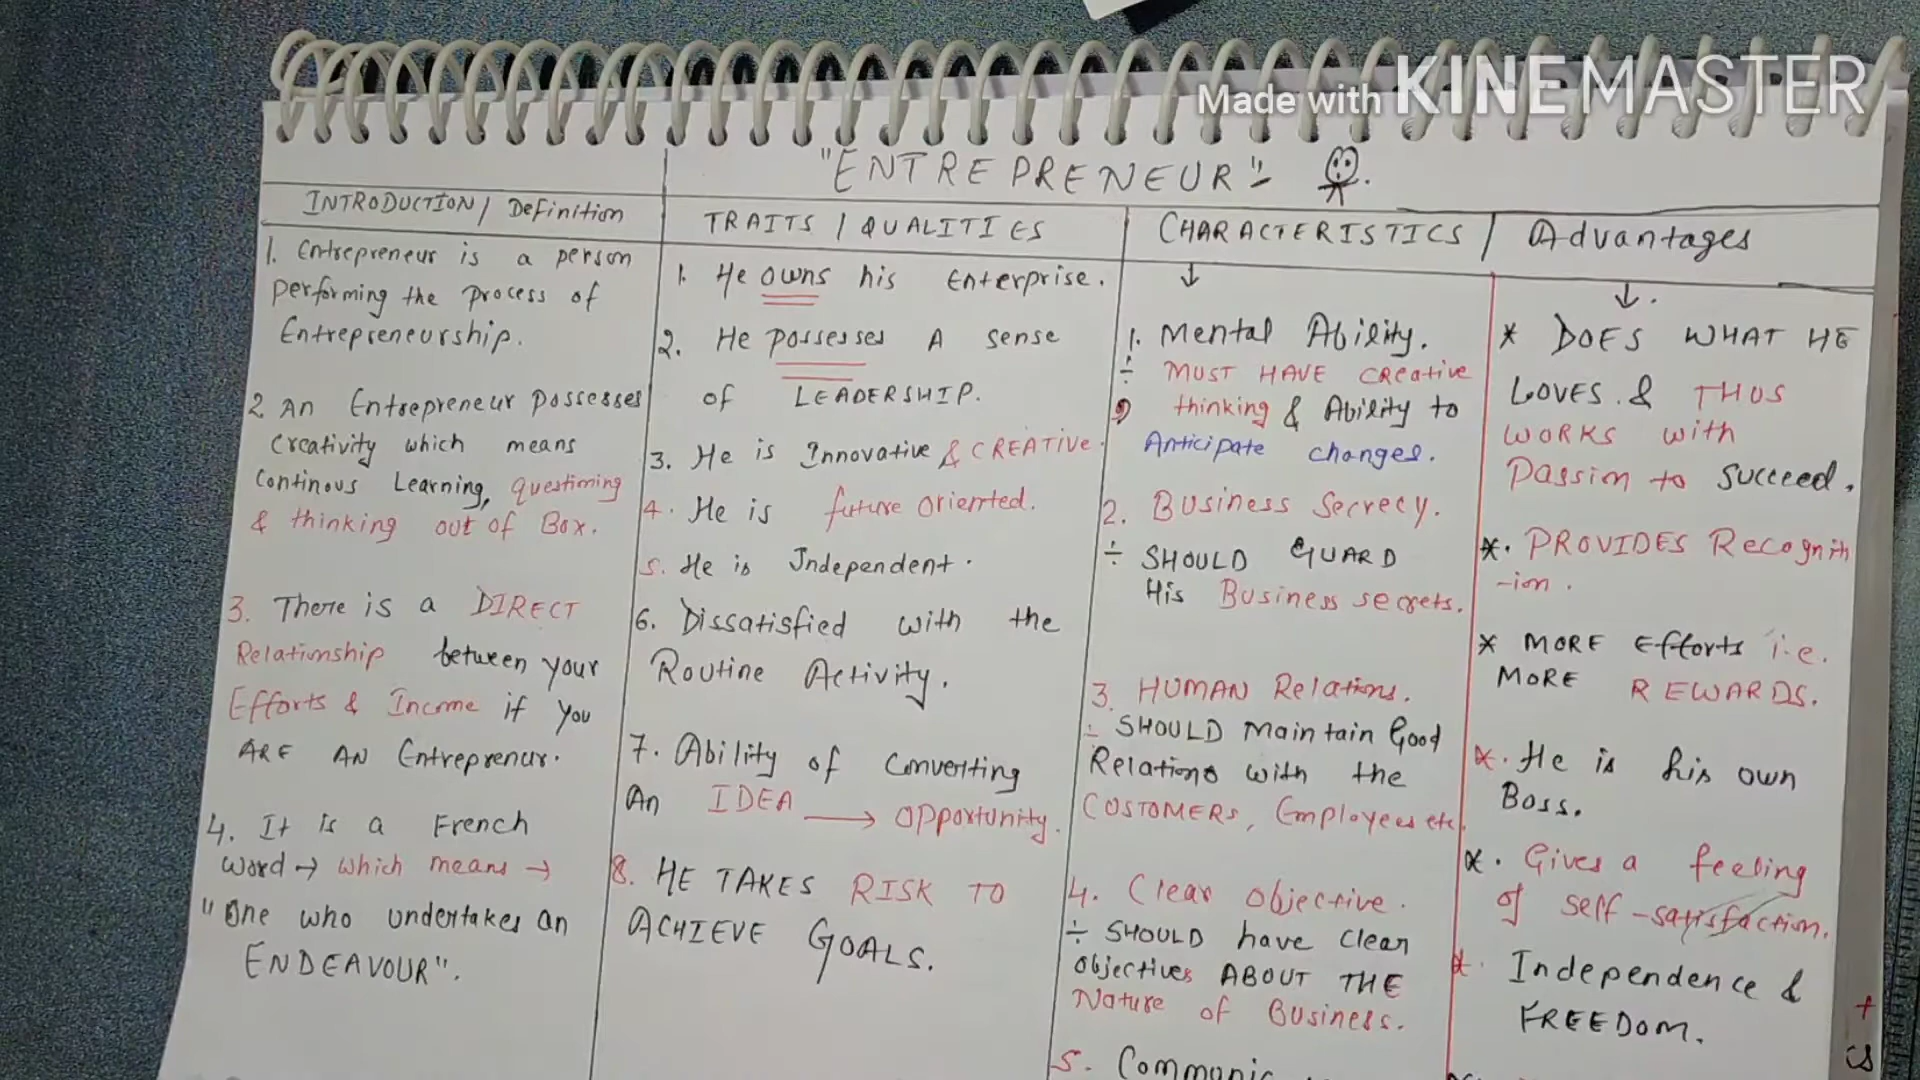 Made with KINEMASTER
"ENTREPRENEUR"
INTRODUCTION / Definition
1. Entrepreneur is a person
performing the process of
Entrepreneurship.
2 An Entrepreneur possesses
creativity which means
continous Learning, questioning
& thinking out of Box.
3. There is a DIRECT
Relationship between your
Efforts & Income if you
ARE AN Entreprenur.
4. It is a French
word → which means →
"One who undertakes an
ENDEAVOUR".
TRAITS / QUALITIES
1. He owns his Enterprise.
2. He possesses A sense
of LEADERSHIP.
3. He is Innovative & CREATIVE.
4. He is future oriented.
5. He is Independent.
6. Dissatisfied with the
Routine Activity.
7. Ability of converting
An IDEA → opportunity.
8. HE TAKES RISK TO
ACHIEVE GOALS.
CHARACTERISTICS /
↓
1. Mental Ability.
÷ MUST HAVE creative
thinking & Ability to
Anticipate changes.
2. Business Secrecy.
÷ SHOULD GUARD
His Business secrets.
3. HUMAN Relations.
÷ SHOULD Maintain Good
Relations with the
CUSTOMERS, Employees etc.
4. Clear Objective.
÷ SHOULD have clear
objectives ABOUT THE
Nature of Business.
5. Communic
Advantages
↓.
* DOES WHAT HE
LOVES & THUS
WORKS with
Passion to succeed.
*. PROVIDES Recognit
-ion.
* MORE Efforts i.e.
MORE REWARDS.
*. He is his own
Boss.
*. Gives a feeling
of self-satisfaction.
*. Independence &
FREEDOM.